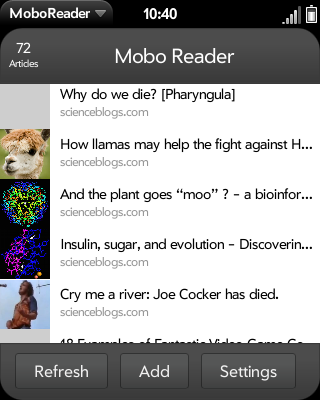 MoboReader 10:40
72
Articles
Mobo Reader
Why do we die? [Pharyngula]
scienceblogs.com
How llamas may help the fight against H...
scienceblogs.com
And the plant goes “moo” ? – a bioinfor...
scienceblogs.com
Insulin, sugar, and evolution – Discoverin...
scienceblogs.com
Cry me a river: Joe Cocker has died.
scienceblogs.com
Refresh Add Settings